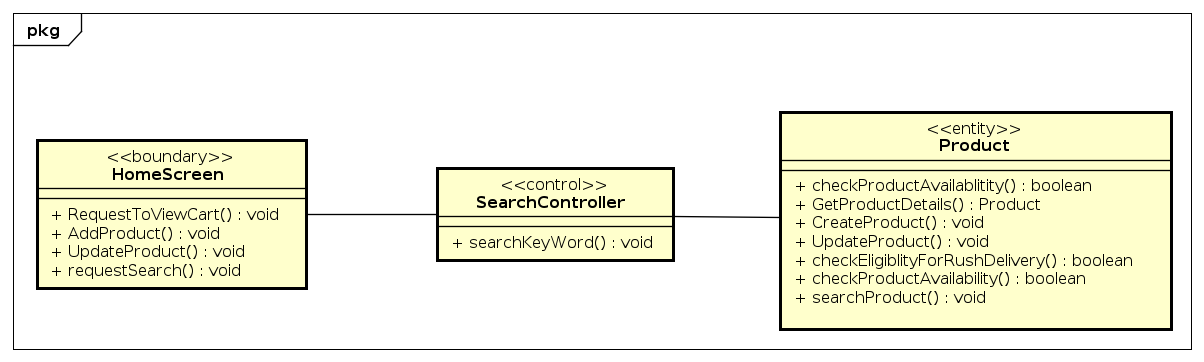 pkg
<<boundary>>
HomeScreen
+ RequestToViewCart() : void
+ AddProduct() : void
+ UpdateProduct() : void
+ requestSearch() : void
<<control>>
SearchController
+ searchKeyWord() : void
<<entity>>
Product
+ checkProductAvailablitity() : boolean
+ GetProductDetails() : Product
+ CreateProduct() : void
+ UpdateProduct() : void
+ checkEligiblityForRushDelivery() : boolean
+ checkProductAvailability() : boolean
+ searchProduct() : void